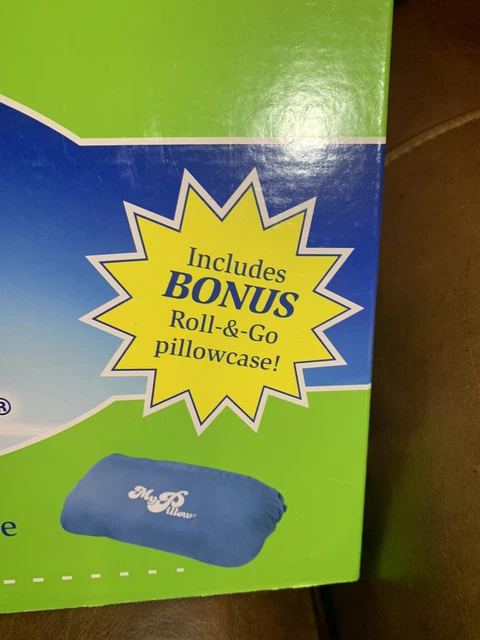 Includes
BONUS
Roll-&-Go
pillowcase!
®
MyPillow®
e